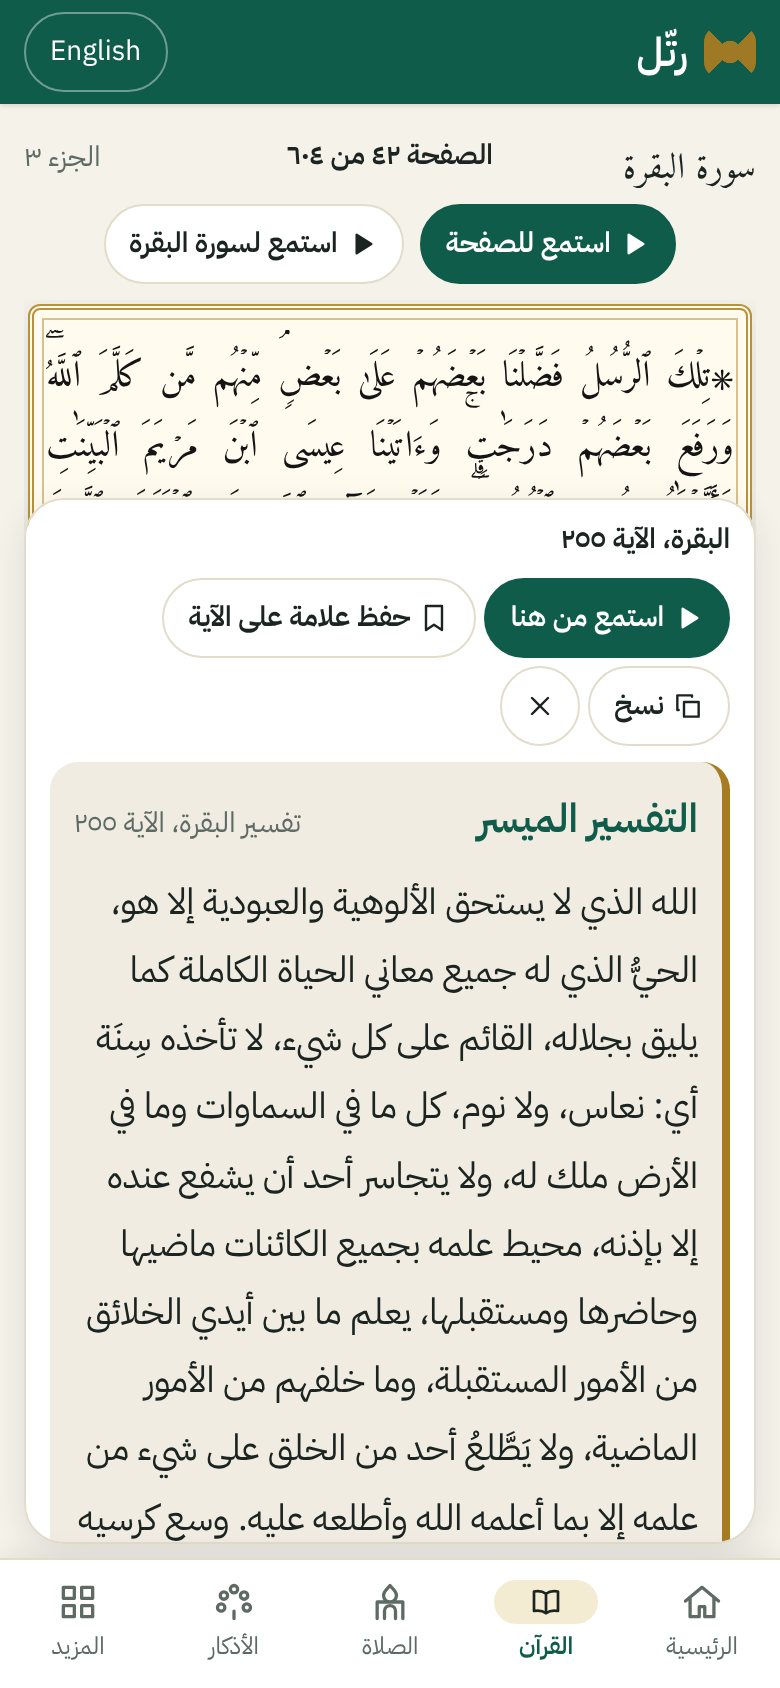 رتّل
English
سورة البقرة
الصفحة ٤٢ من ٦٠٤
الجزء ٣
استمع للصفحة
استمع لسورة البقرة
۞تِلۡكَ ٱلرُّسُلُ فَضَّلۡنَا بَعۡضَهُمۡ عَلَىٰ بَعۡضٖۘ مِّنۡهُم مَّن كَلَّمَ ٱللَّهُۖ
وَرَفَعَ بَعۡضَهُمۡ دَرَجَٰتٖۚ وَءَاتَيۡنَا عِيسَى ٱبۡنَ مَرۡيَمَ ٱلۡبَيِّنَٰتِ
البقرة، الآية ٢٥٥
استمع من هنا
حفظ علامة على الآية
نسخ
التفسير الميسر
تفسير البقرة، الآية ٢٥٥
الله الذي لا يستحق الألوهية والعبودية إلا هو،
الحيُّ الذي له جميع معاني الحياة الكاملة كما
يليق بجلاله، القائم على كل شيء، لا تأخذه سِنَة
أي: نعاس، ولا نوم، كل ما في السماوات وما في
الأرض ملك له، ولا يتجاسر أحد أن يشفع عنده
إلا بإذنه، محيط علمه بجميع الكائنات ماضيها
وحاضرها ومستقبلها، يعلم ما بين أيدي الخلائق
من الأمور المستقبلة، وما خلفهم من الأمور
الماضية، ولا يَطَّلعُ أحد من الخلق على شيء من
علمه إلا بما أعلمه الله وأطلعه عليه. وسع كرسيه
الرئيسية
القرآن
الصلاة
الأذكار
المزيد